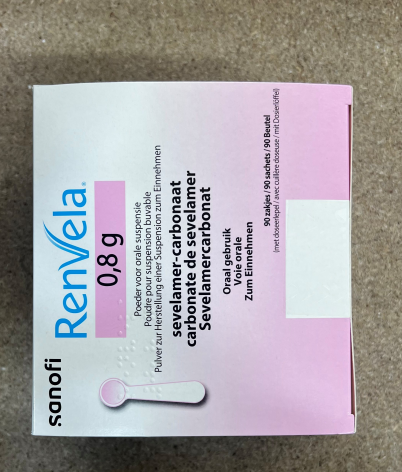 sanofi
Renvela®
0,8 g
Poeder voor orale suspensie
Poudre pour suspension buvable
Pulver zur Herstellung einer Suspension zum Einnehmen
sevelamer-carbonaat
carbonate de sevelamer
Sevelamercarbonat
Oraal gebruik
Voie orale
Zum Einnehmen
90 zakjes / 90 sachets / 90 Beutel
(met doseerlepel / avec cuillère doseuse / mit Dosierlöffel)